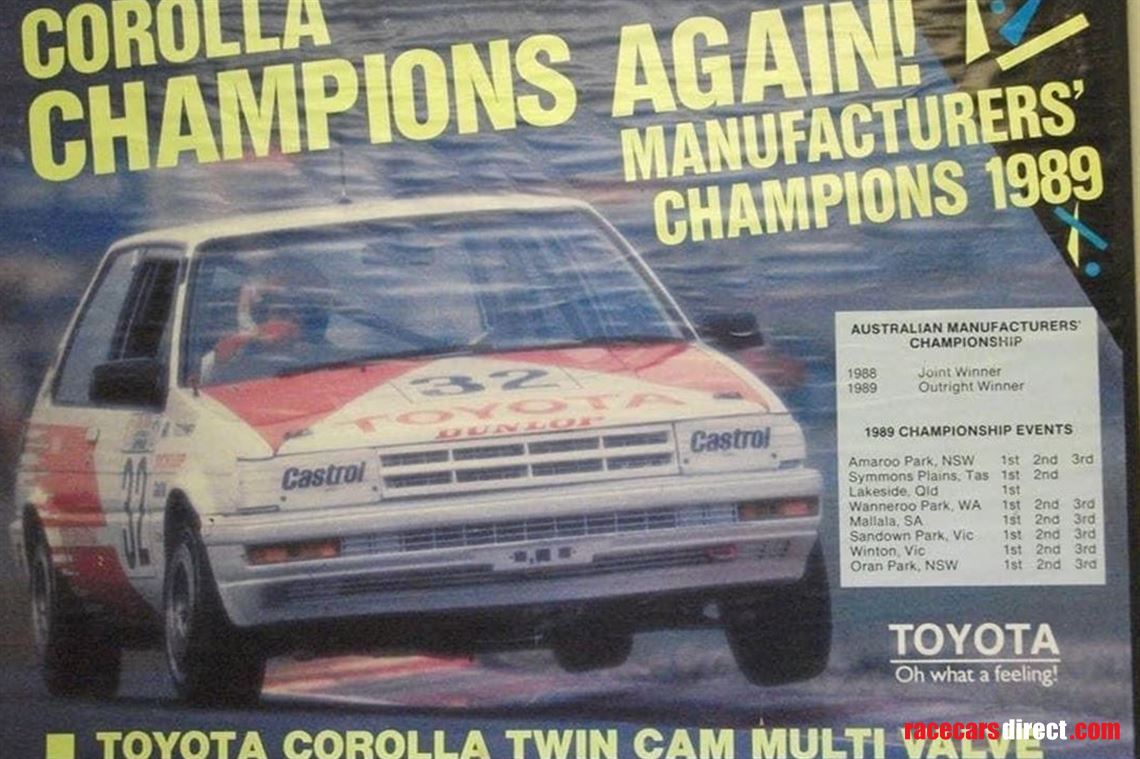 COROLLA
CHAMPIONS AGAIN!
MANUFACTURERS'
CHAMPIONS 1989
AUSTRALIAN MANUFACTURERS'
CHAMPIONSHIP
1988 Joint Winner
1989 Outright Winner
1989 CHAMPIONSHIP EVENTS
Amaroo Park, NSW 1st 2nd 3rd
Symmons Plains, Tas 1st 2nd
Lakeside, Qld 1st
Wanneroo Park, WA 1st 2nd 3rd
Mallala, SA 1st 2nd 3rd
Sandown Park, Vic 1st 2nd 3rd
Winton, Vic 1st 2nd 3rd
Oran Park, NSW 1st 2nd 3rd
32
TOYOTA
DUNLOP
Castrol
Castrol
32
TOYOTA
Oh what a feeling!
racecarsdirect.com
TOYOTA COROLLA TWIN CAM MULTI VALVE